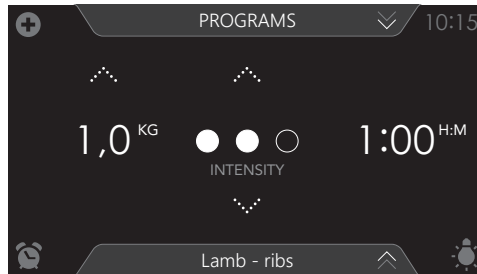 PROGRAMS
10:15
1,0 KG
1:00 H:M
INTENSITY
Lamb - ribs